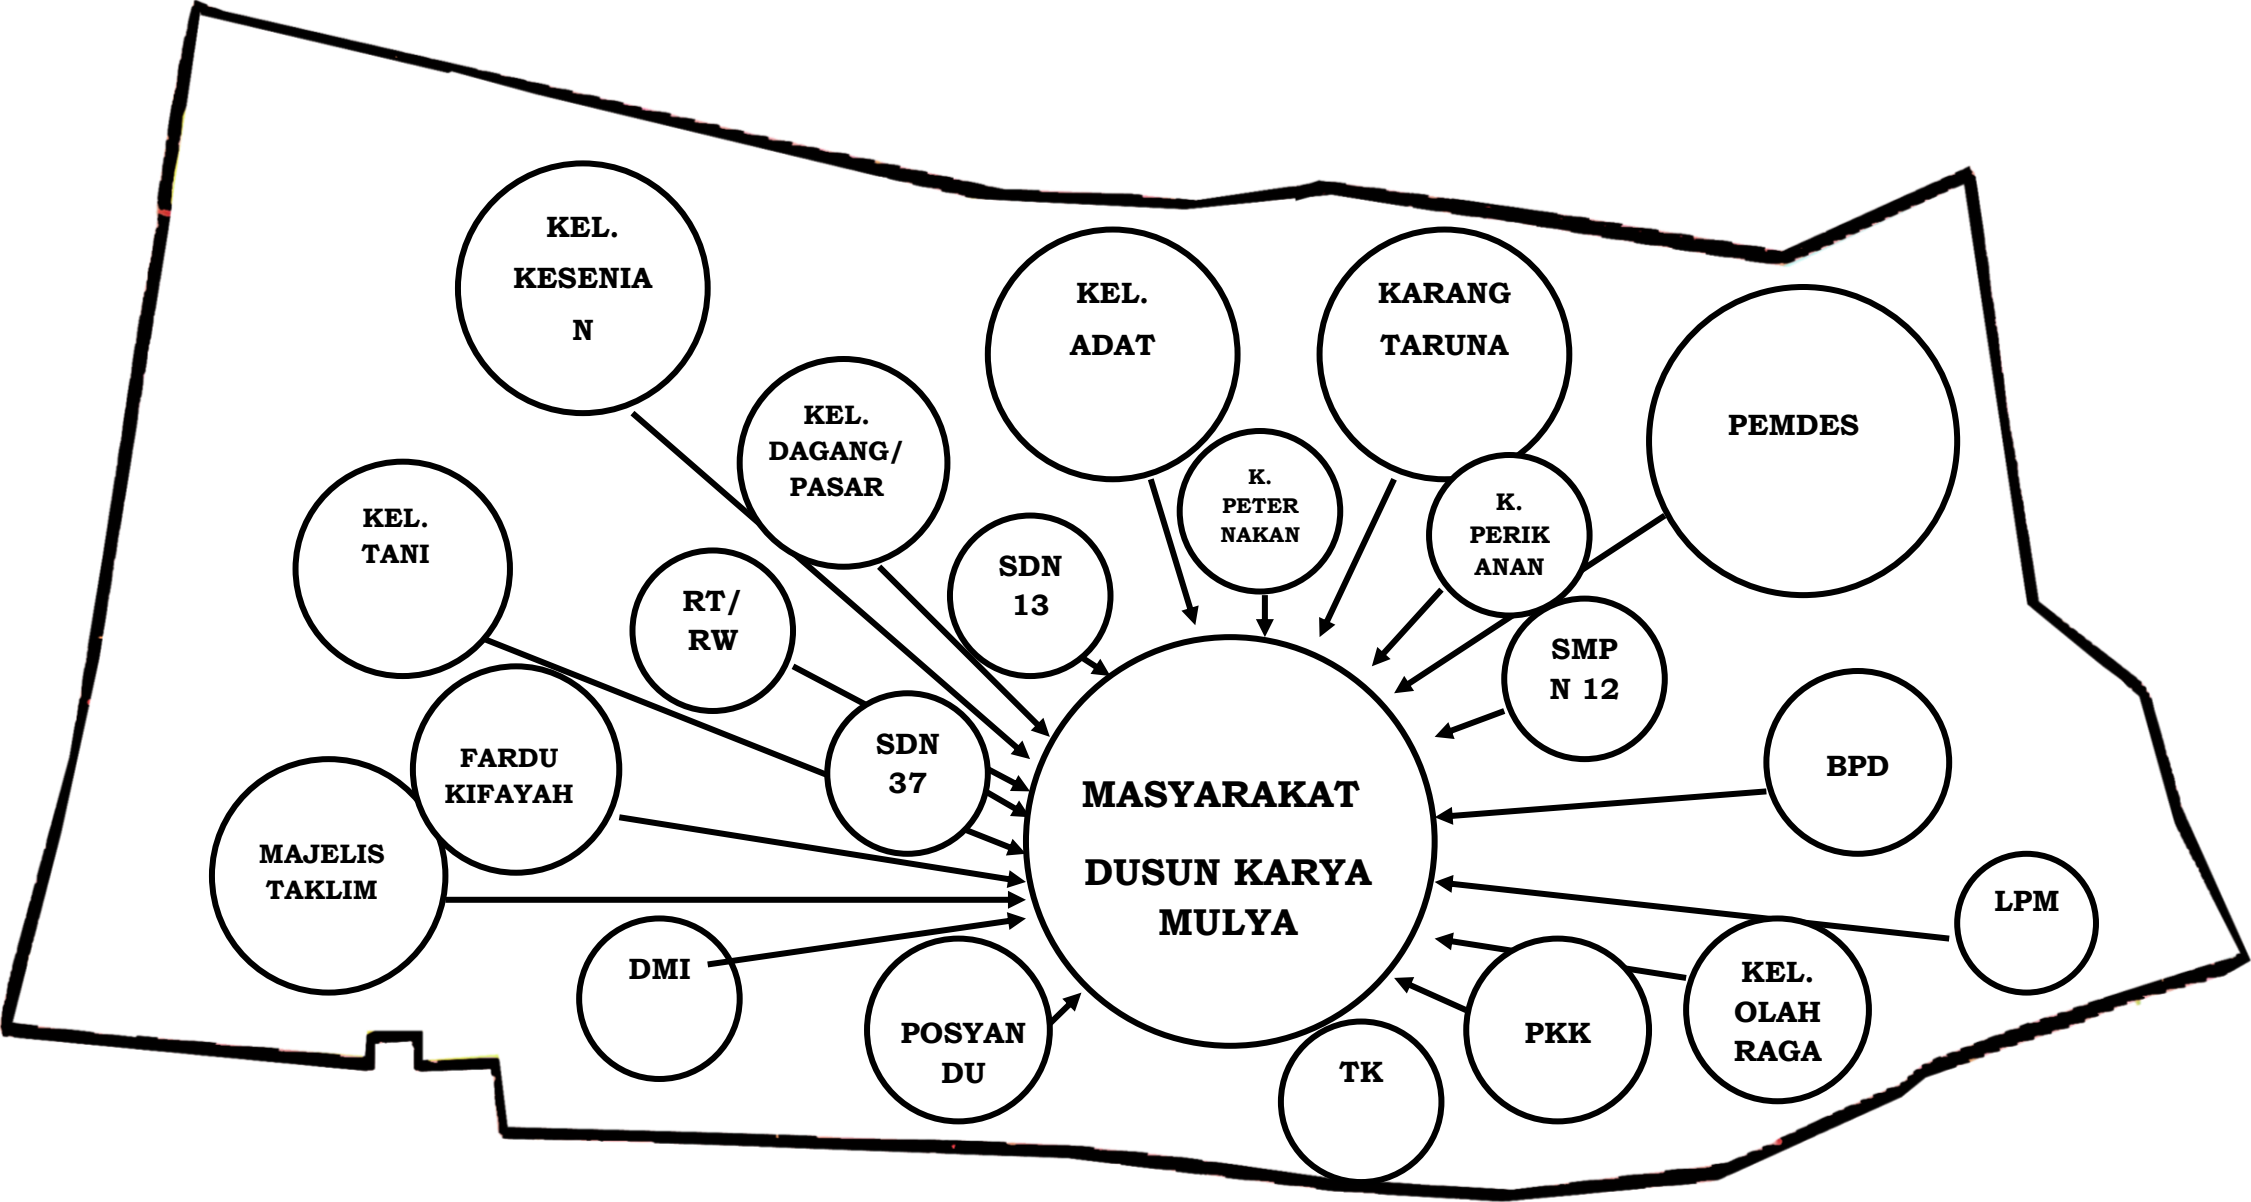 KEL.
KESENIA
N
KEL.
ADAT
KARANG
TARUNA
PEMDES
KEL.
DAGANG/
PASAR
K.
PETER
NAKAN
K.
PERIK
ANAN
KEL.
TANI
SDN
13
RT/
RW
SMP
N 12
SDN
37
FARDU
KIFAYAH
BPD
MASYARAKAT
DUSUN KARYA
MULYA
MAJELIS
TAKLIM
LPM
DMI
KEL.
OLAH
RAGA
POSYAN
DU
PKK
TK